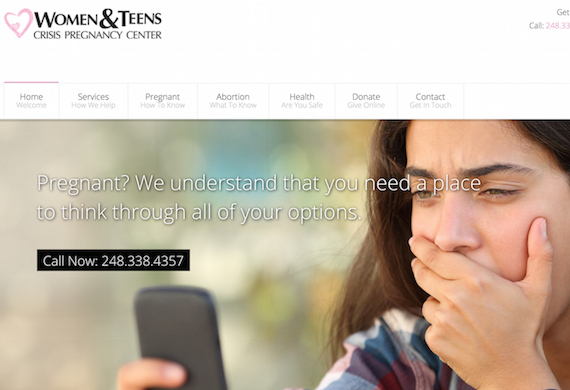 WOMEN&TEENS
CRISIS PREGNANCY CENTER
Get
Call: 248.33
Home
Welcome
Services
How We Help
Pregnant
How To Know
Abortion
What To Know
Health
Are You Safe
Donate
Give Online
Contact
Get In Touch
Pregnant? We understand that you need a place
to think through all of your options.
Call Now: 248.338.4357